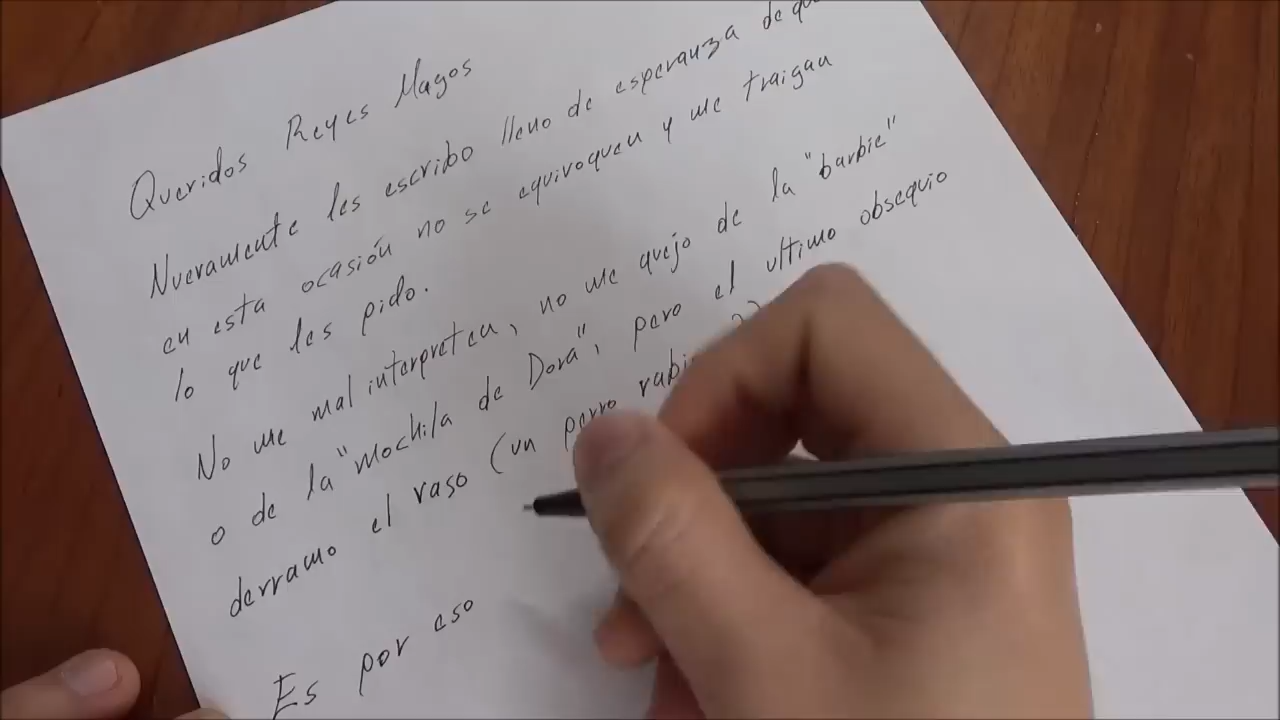 Queridos Reyes Magos
Nuevamente les escribo lleno de esperanza de
en esta ocasión no se equivoquen y me traigan
lo que les pido.
No me mal interpreten, no me quejo de la "barbie"
o de la "mochila de Dora", pero el ultimo obsequio
derramo el vaso (un perro
Es por eso